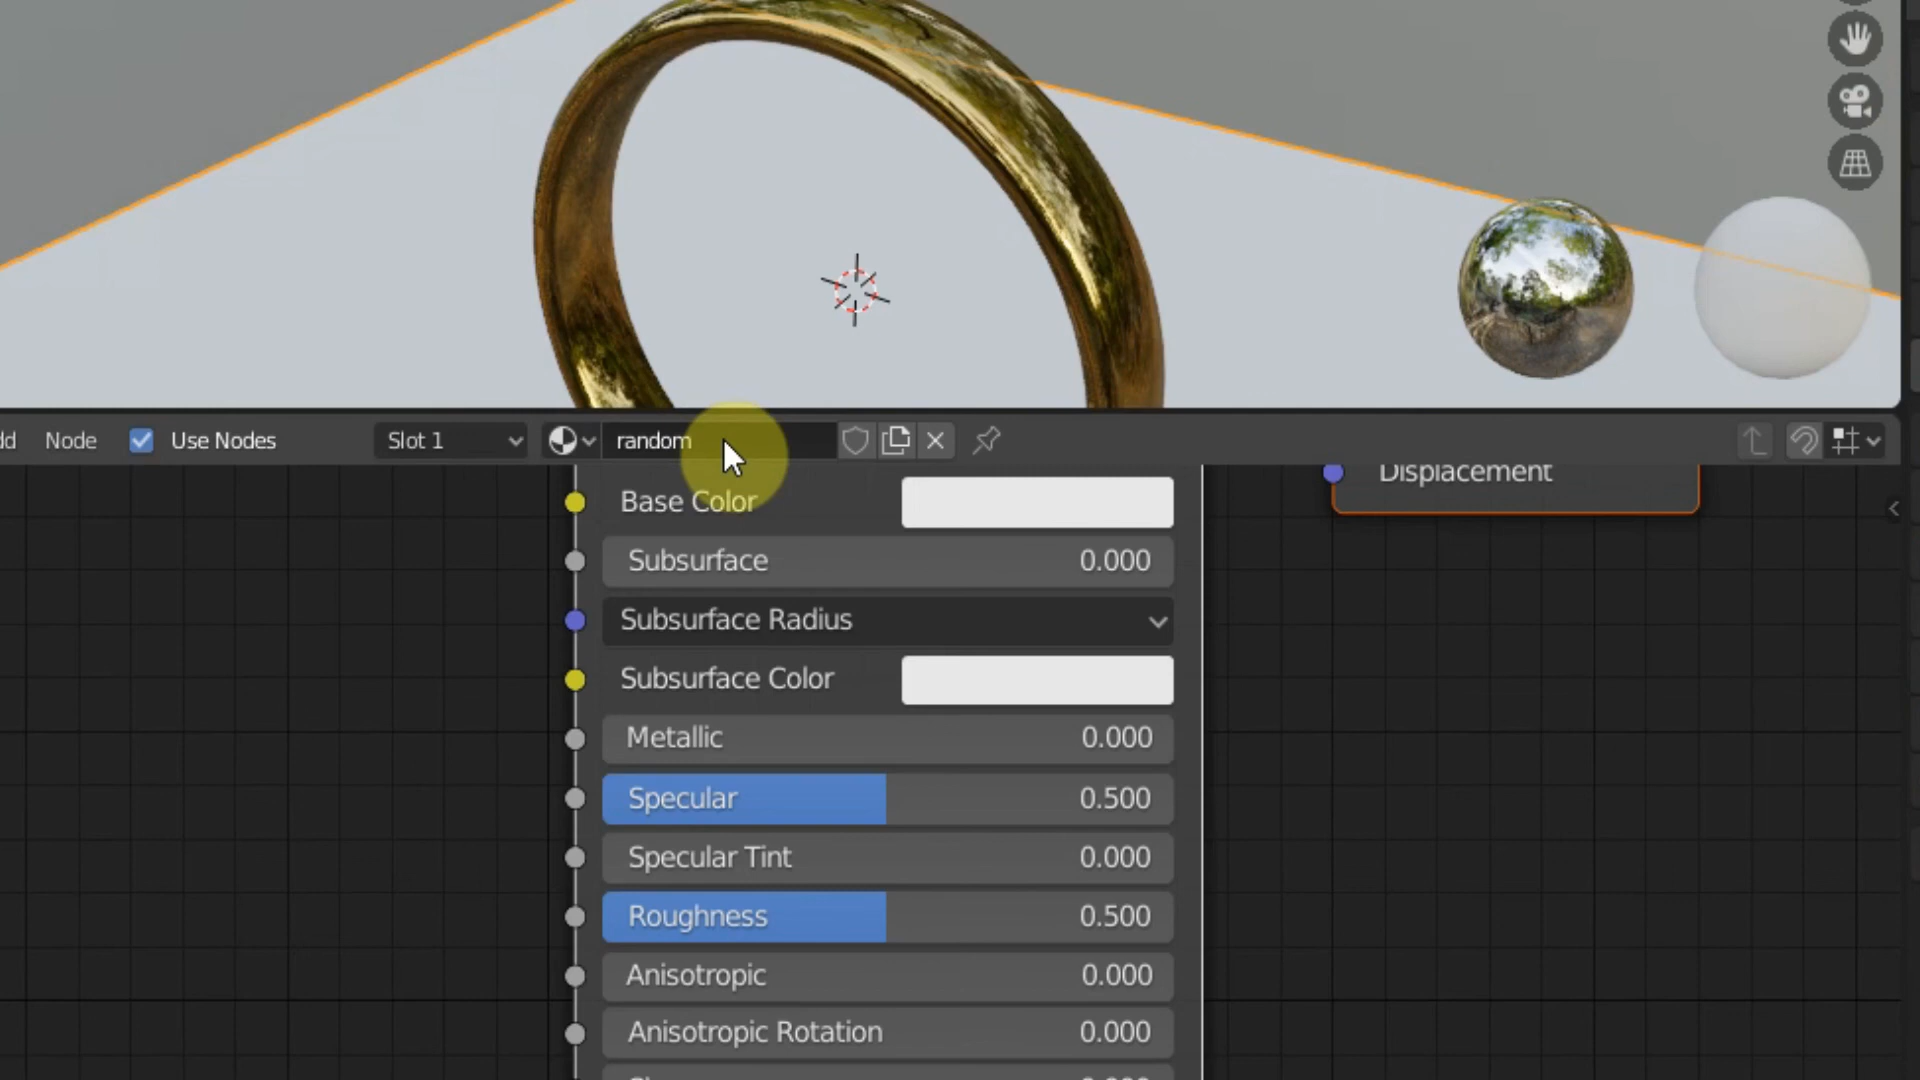 dd Node Use Nodes Slot 1 random
Displacement
Base Color
Subsurface 0.000
Subsurface Radius
Subsurface Color
Metallic 0.000
Specular 0.500
Specular Tint 0.000
Roughness 0.500
Anisotropic 0.000
Anisotropic Rotation 0.000